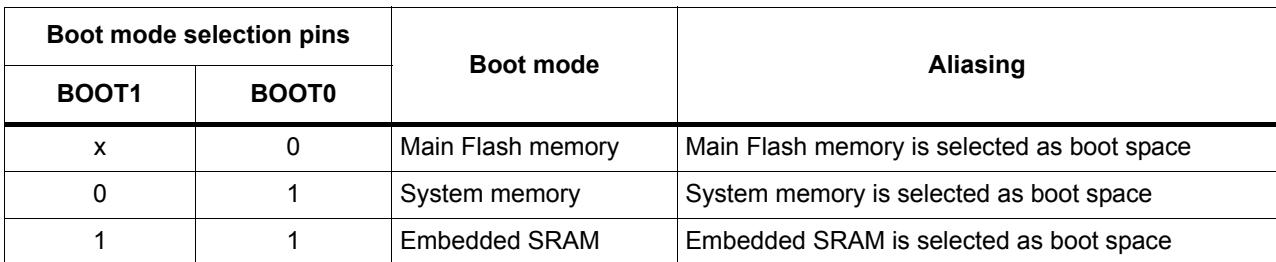 Boot mode selection pins
Boot mode
Aliasing
BOOT1 BOOT0
x 0 Main Flash memory Main Flash memory is selected as boot space
0 1 System memory System memory is selected as boot space
1 1 Embedded SRAM Embedded SRAM is selected as boot space